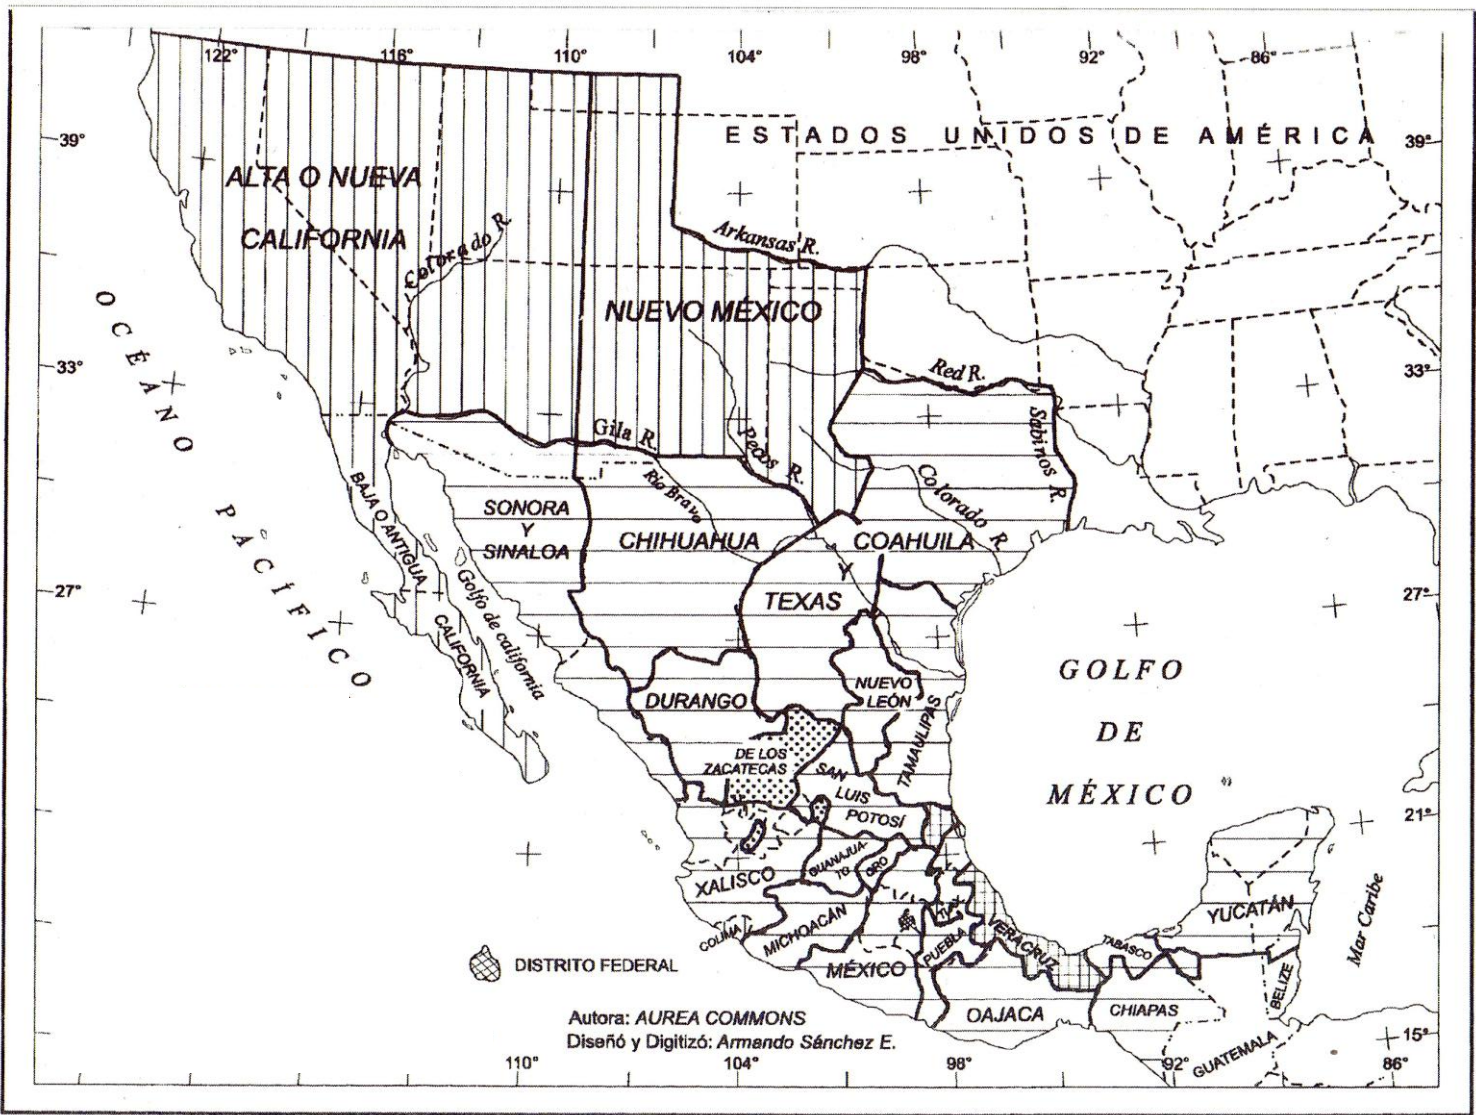 122° 116° 110° 104° 98° 92° 86°
39° ESTADOS UNIDOS DE AMÉRICA 39°
ALTA O NUEVA
CALIFORNIA
Colorado R.
Arkansas R.
NUEVO MÉXICO
OCÉANO PACÍFICO
33° 33°
Red R.
Sabinos R.
Gila R.
Pecos R.
Río Bravo
Colorado R.
BAJA O ANTIGUA
CALIFORNIA
Golfo de california
SONORA
Y
SINALOA
CHIHUAHUA
COAHUILA
Y
TEXAS
27° 27°
GOLFO
DE
MÉXICO
DURANGO
NUEVO
LEÓN
TAMAULIPAS
DE LOS
ZACATECAS
SAN
LUIS
POTOSÍ
21° 21°
XALISCO
GUANAJUA-
TO
QRO
COLIMA
MICHOACÁN
MÉXICO
TLAX
PUEBLA
VERACRUZ
TABASCO
YUCATÁN
Mar Caribe
BELIZE
OAJACA
CHIAPAS
GUATEMALA
DISTRITO FEDERAL
Autora: AUREA COMMONS
Diseñó y Digitizó: Armando Sánchez E.
15°
110° 104° 98° 92° 86°